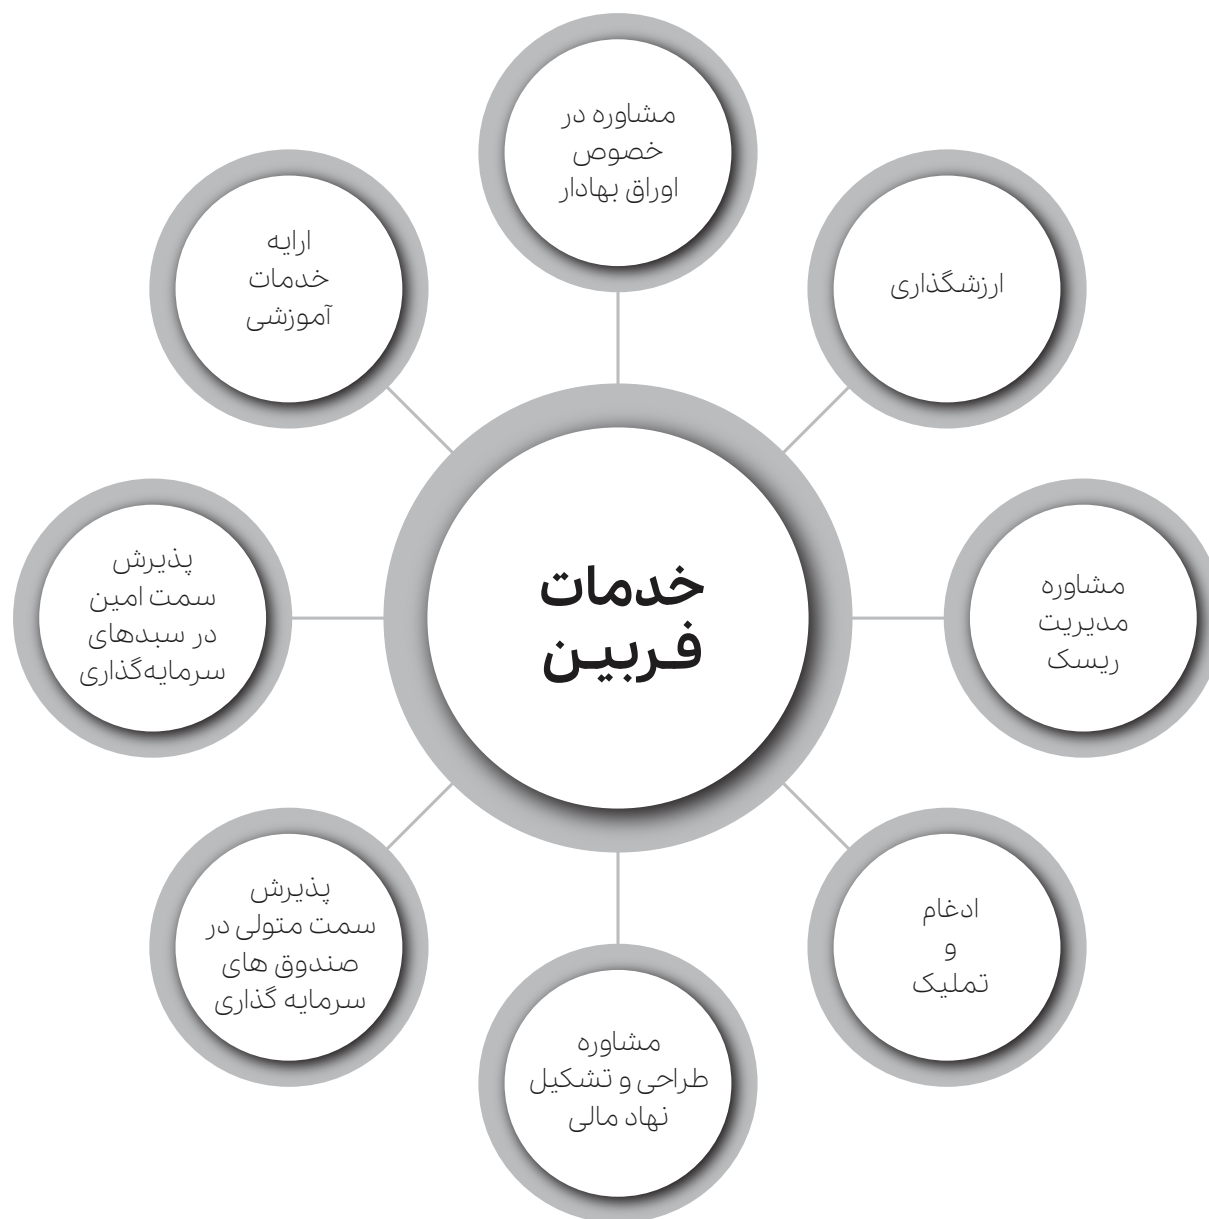 مشاوره در
خصوص
اوراق بهادار
ارزشگذاری
مشاوره
مدیریت
ریسک
ادغام
و
تملیک
مشاوره
طراحی و تشکیل
نهاد مالی
پذیرش
سمت متولی در
صندوق های
سرمایه گذاری
پذیرش
سمت امین
در سبدهای
سرمایه‌گذاری
ارایه
خدمات
آموزشی
خدمات
فـربیـن